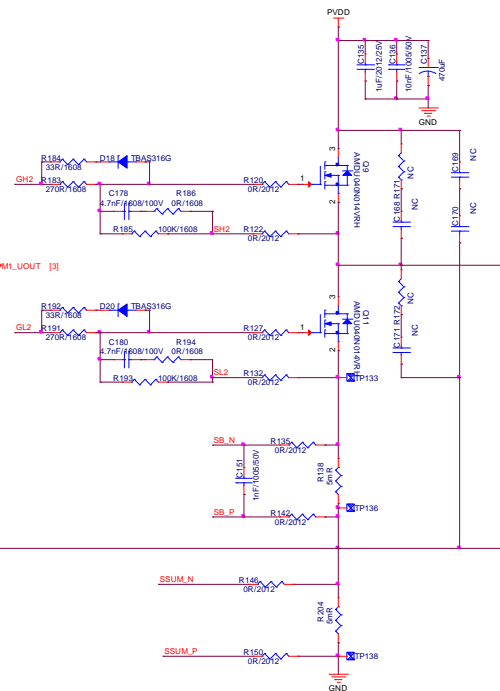 PVDD
C135
1uF/2012/25V
C136
10nF/1005/50V
C137
470uF
GND
R184
33R/1608
D18
TBAS316G
GH2
R183
270R/1608
C178
4.7nF/1608/100V
R186
0R/1608
R185
100K/1608
SH2
R120
0R/2012
R122
0R/2012
1
3
2
Q9
AMDU040N014VRH
R171
NC
C168
NC
C169
NC
C170
NC
M1_UOUT [3]
R192
33R/1608
D20
TBAS316G
GL2
R191
270R/1608
C180
4.7nF/1608/100V
R194
0R/1608
R193
100K/1608
SL2
R127
0R/2012
R132
0R/2012
1
3
2
Q11
AMDU040N014VRH
TP133
R172
NC
C171
NC
SB_N
R135
0R/2012
C151
1nF/1005/50V
R138
5mR
SB_P
R142
0R/2012
TP136
SSUM_N
R146
0R/2012
R204
5mR
SSUM_P
R150
0R/2012
TP138
GND